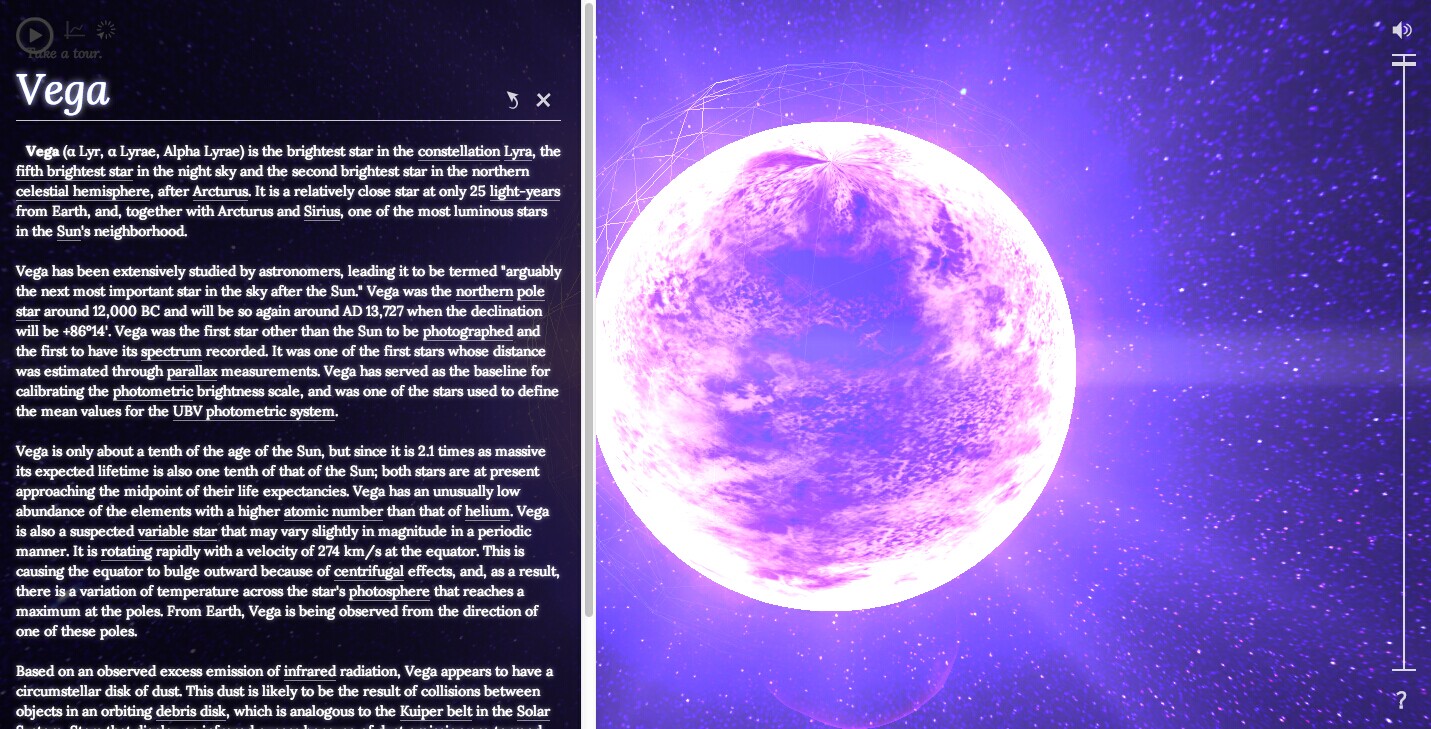 Take a tour.
Vega
Vega (α Lyr, α Lyrae, Alpha Lyrae) is the brightest star in the constellation Lyra, the
fifth brightest star in the night sky and the second brightest star in the northern
celestial hemisphere, after Arcturus. It is a relatively close star at only 25 light-years
from Earth, and, together with Arcturus and Sirius, one of the most luminous stars
in the Sun's neighborhood.
Vega has been extensively studied by astronomers, leading it to be termed "arguably
the next most important star in the sky after the Sun." Vega was the northern pole
star around 12,000 BC and will be so again around AD 13,727 when the declination
will be +86°14'. Vega was the first star other than the Sun to be photographed and
the first to have its spectrum recorded. It was one of the first stars whose distance
was estimated through parallax measurements. Vega has served as the baseline for
calibrating the photometric brightness scale, and was one of the stars used to define
the mean values for the UBV photometric system.
Vega is only about a tenth of the age of the Sun, but since it is 2.1 times as massive
its expected lifetime is also one tenth of that of the Sun; both stars are at present
approaching the midpoint of their life expectancies. Vega has an unusually low
abundance of the elements with a higher atomic number than that of helium. Vega
is also a suspected variable star that may vary slightly in magnitude in a periodic
manner. It is rotating rapidly with a velocity of 274 km/s at the equator. This is
causing the equator to bulge outward because of centrifugal effects, and, as a result,
there is a variation of temperature across the star's photosphere that reaches a
maximum at the poles. From Earth, Vega is being observed from the direction of
one of these poles.
Based on an observed excess emission of infrared radiation, Vega appears to have a
circumstellar disk of dust. This dust is likely to be the result of collisions between
objects in an orbiting debris disk, which is analogous to the Kuiper belt in the Solar
?